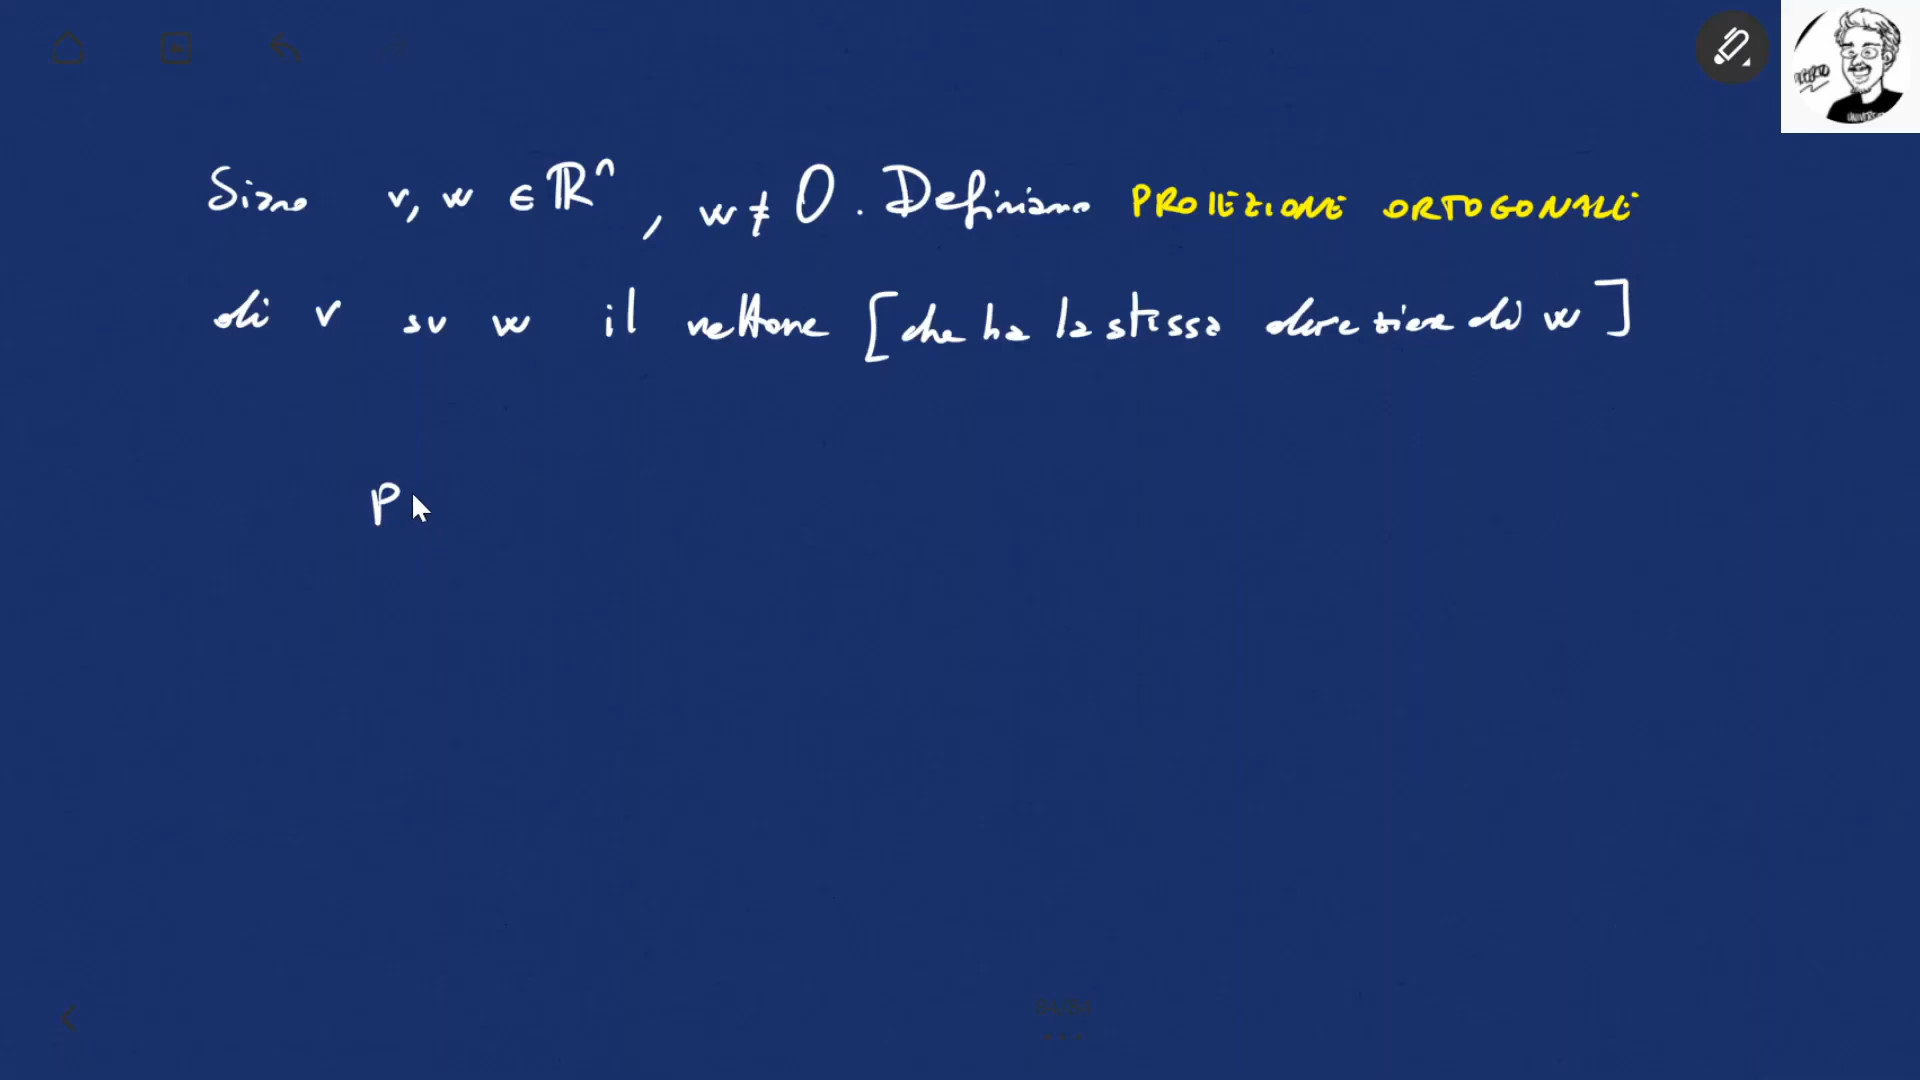 Siano v, w ∈ ℝⁿ, w ≠ 0. Definiamo PROIEZIONE ORTOGONALE
di v su w il vettore [che ha la stessa direzione di w]
P